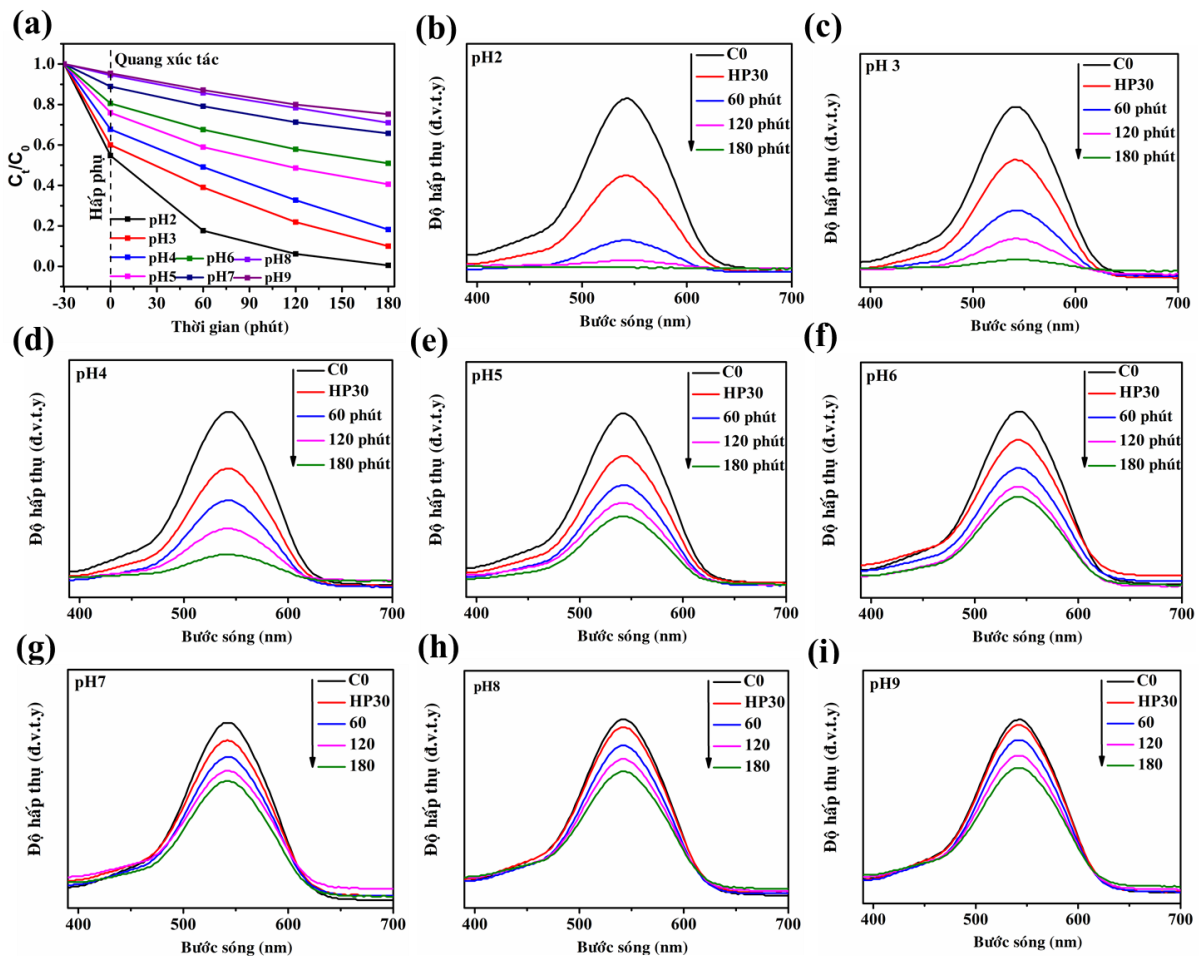 (a)
Quang xúc tác
Hấp phụ
Ct/C0
1.0
0.8
0.6
0.4
0.2
0.0
pH2
pH3
pH4 pH6 pH8
pH5 pH7 pH9
-30 0 60 120 180
Thời gian (phút)
(b)
pH2
C0
HP30
60 phút
120 phút
180 phút
Độ hấp thụ (đ.v.t.y)
400 500 600 700
Bước sóng (nm)
(c)
pH 3
C0
HP30
60 phút
120 phút
180 phút
Độ hấp thụ (đ.v.t.y)
400 500 600 700
Bước sóng (nm)
(d)
pH4
C0
HP30
60 phút
120 phút
180 phút
Độ hấp thụ (đ.v.t.y)
400 500 600 700
Bước sóng (nm)
(e)
pH5
C0
HP30
60 phút
120 phút
180 phút
Độ hấp thụ (đ.v.t.y)
400 500 600 700
Bước sóng (nm)
(f)
pH6
C0
HP30
60 phút
120 phút
180 phút
Độ hấp thụ (đ.v.t.y)
400 500 600 700
Bước sóng (nm)
(g)
pH7
C0
HP30
60
120
180
Độ hấp thụ (đ.v.t.y)
400 500 600 700
Bước sóng (nm)
(h)
pH8
C0
HP30
60
120
180
Độ hấp thụ (đ.v.t.y)
400 500 600 700
Bước sóng (nm)
(i)
pH9
C0
HP30
60
120
180
Độ hấp thụ (đ.v.t.y)
400 500 600 700
Bước sóng (nm)